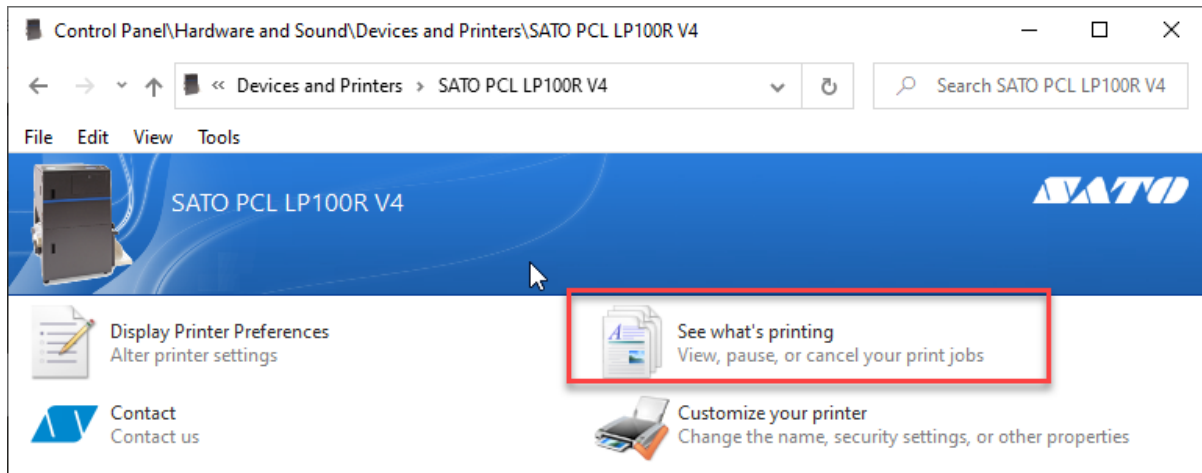 Control Panel\Hardware and Sound\Devices and Printers\SATO PCL LP100R V4
« Devices and Printers › SATO PCL LP100R V4
Search SATO PCL LP100R V4
File Edit View Tools
SATO PCL LP100R V4
SATO
Display Printer Preferences
Alter printer settings
See what's printing
View, pause, or cancel your print jobs
Contact
Contact us
Customize your printer
Change the name, security settings, or other properties